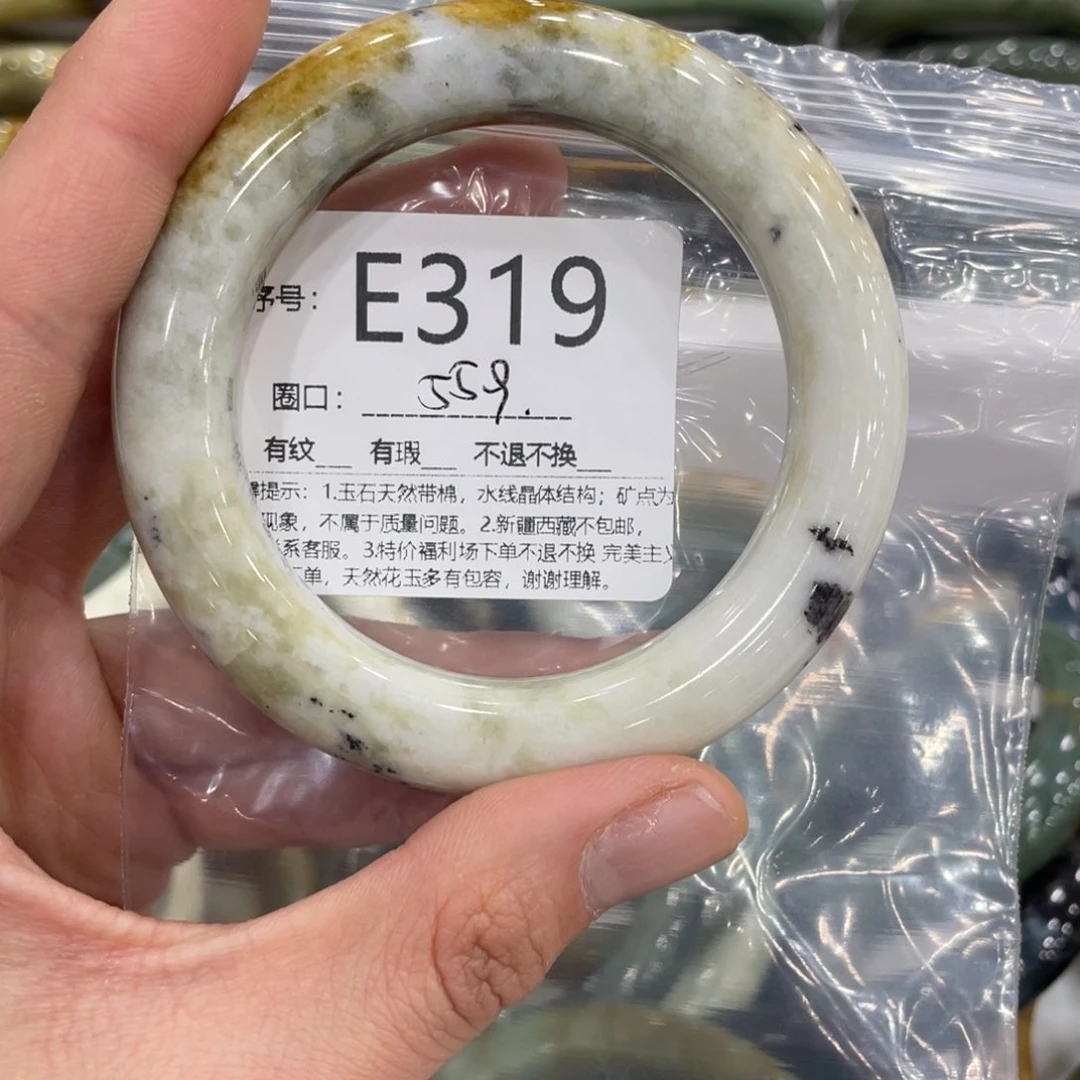 序号：E319
圈口：559.
有纹__ 有瑕__ 不退不换__
提示：1.玉石天然带棉，水线晶体结构；矿点为
现象，不属于质量问题。2.新疆西藏不包邮，
系客服。3.特价福利场下单不退不换 完美主义
单，天然花玉多有包容，谢谢理解。